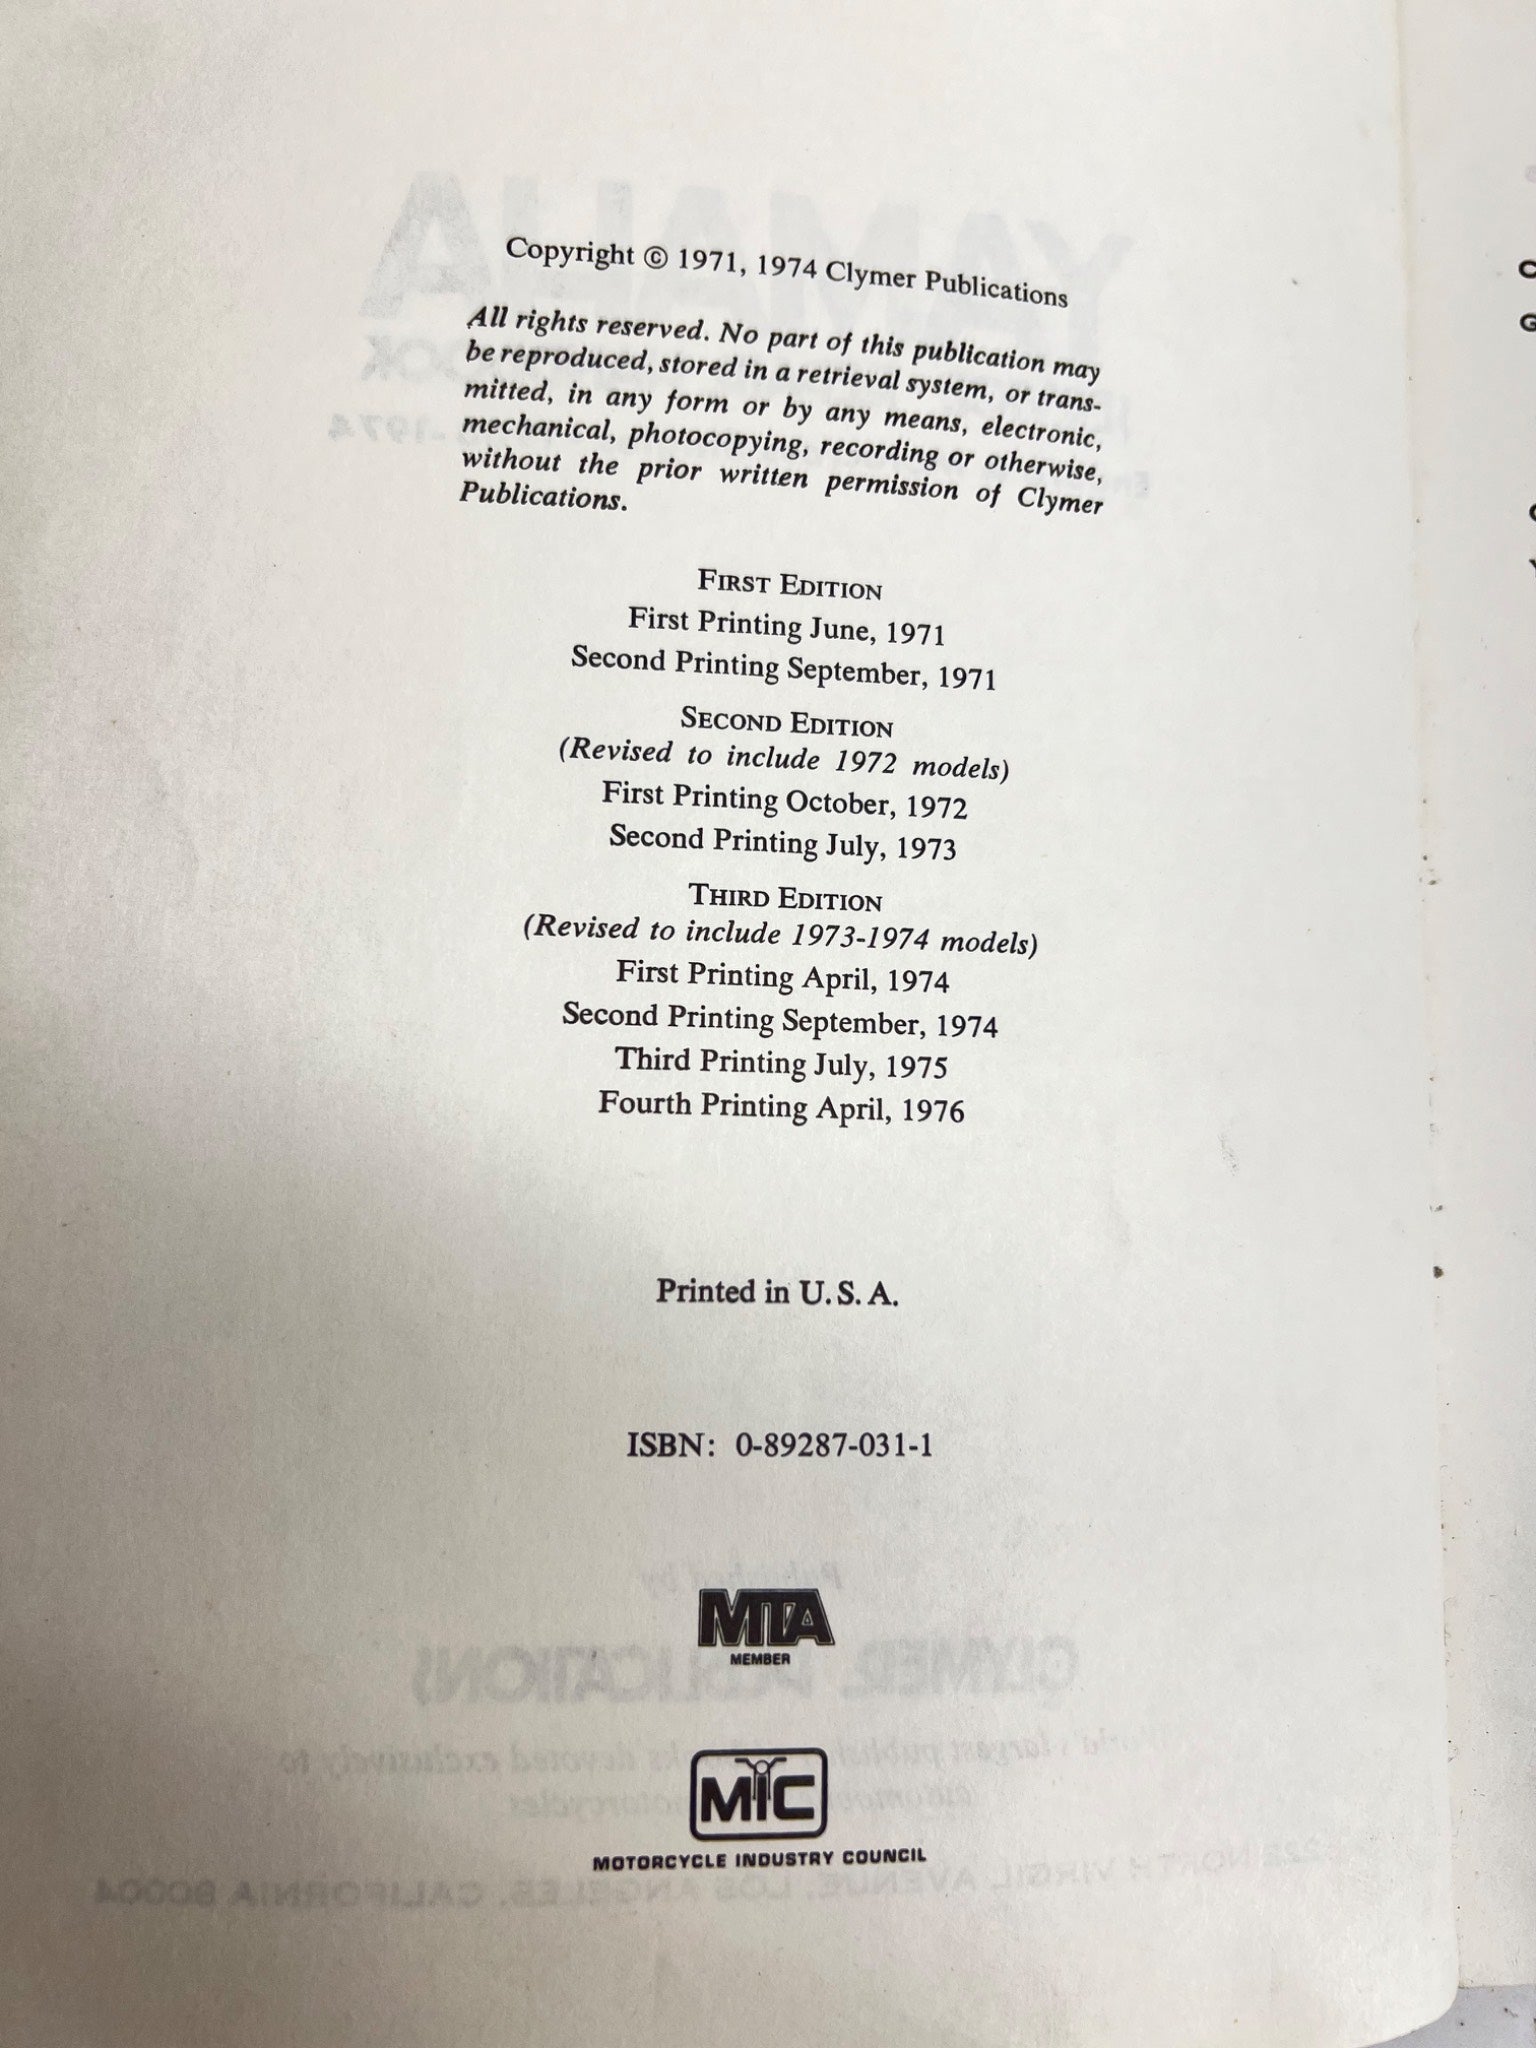 Copyright © 1971, 1974 Clymer Publications
All rights reserved. No part of this publication may
be reproduced, stored in a retrieval system, or trans-
mitted, in any form or by any means, electronic,
mechanical, photocopying, recording or otherwise,
without the prior written permission of Clymer
Publications.
FIRST EDITION
First Printing June, 1971
Second Printing September, 1971
SECOND EDITION
(Revised to include 1972 models)
First Printing October, 1972
Second Printing July, 1973
THIRD EDITION
(Revised to include 1973-1974 models)
First Printing April, 1974
Second Printing September, 1974
Third Printing July, 1975
Fourth Printing April, 1976
Printed in U.S.A.
ISBN: 0-89287-031-1
MTA
MEMBER
MIC
MOTORCYCLE INDUSTRY COUNCIL